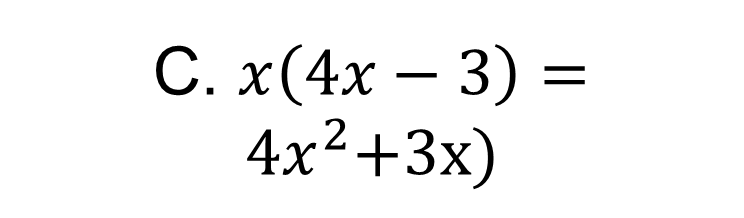 C. x(4x − 3) =
4x²+3x)